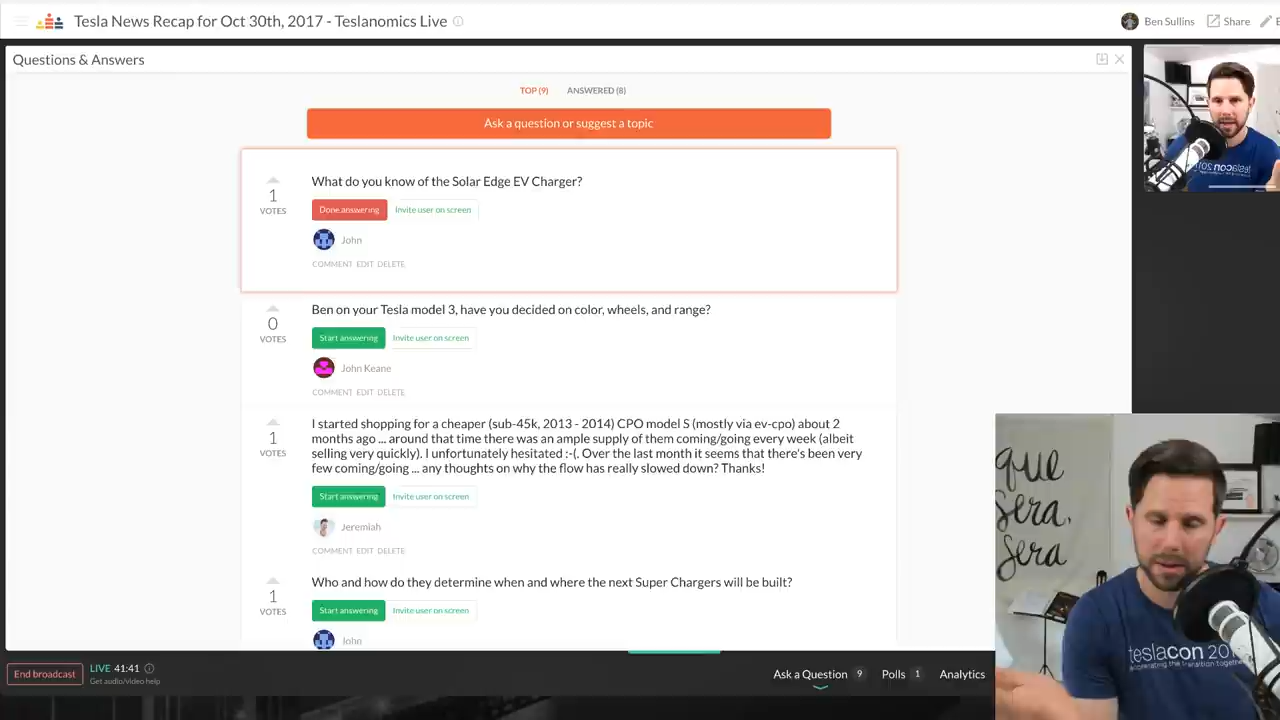 Tesla News Recap for Oct 30th, 2017 - Teslanomics Live
Ben Sullins
Share
E
Questions & Answers
TOP (9) ANSWERED (8)
Ask a question or suggest a topic
What do you know of the Solar Edge EV Charger?
1
VOTES
Done answering Invite user on screen
John
COMMENT EDIT DELETE
Ben on your Tesla model 3, have you decided on color, wheels, and range?
0
VOTES
Start answering Invite user on screen
John Keane
COMMENT EDIT DELETE
I started shopping for a cheaper (sub-45k, 2013 - 2014) CPO model S (mostly via ev-cpo) about 2
months ago ... around that time there was an ample supply of them coming/going every week (albeit
selling very quickly). I unfortunately hesitated :-(. Over the last month it seems that there's been very
few coming/going ... any thoughts on why the flow has really slowed down? Thanks!
1
VOTES
Start answering Invite user on screen
Jeremiah
COMMENT EDIT DELETE
Who and how do they determine when and where the next Super Chargers will be built?
1
VOTES
Start answering Invite user on screen
John
End broadcast
LIVE 41:41
Get audio/video help
Ask a Question 9 Polls 1 Analytics
que
sera,
sera
teslacon 20
accelerating the transition together